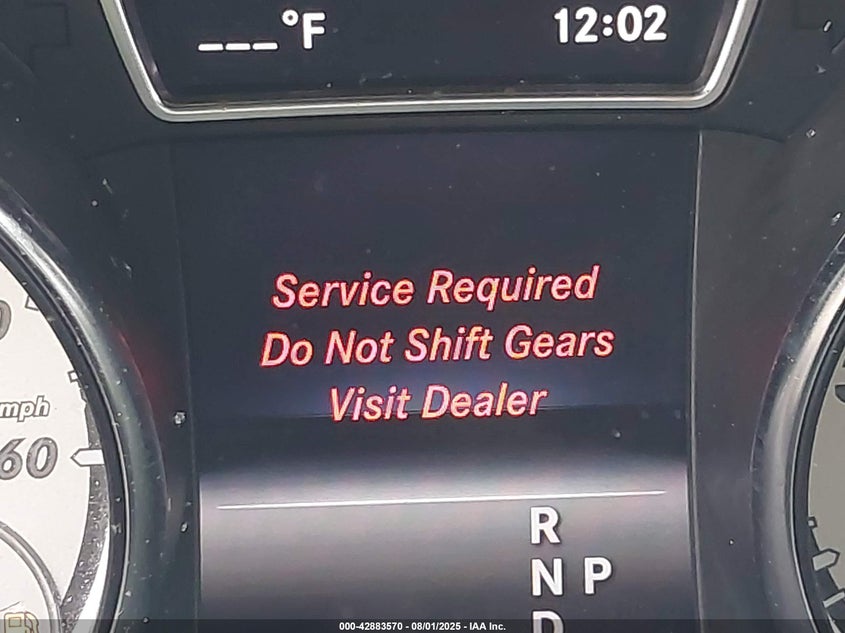 ___°F 12:02
Service Required
Do Not Shift Gears
Visit Dealer
mph
60
R
N P
D
000-42883570 - 08/01/2025 - IAA Inc.